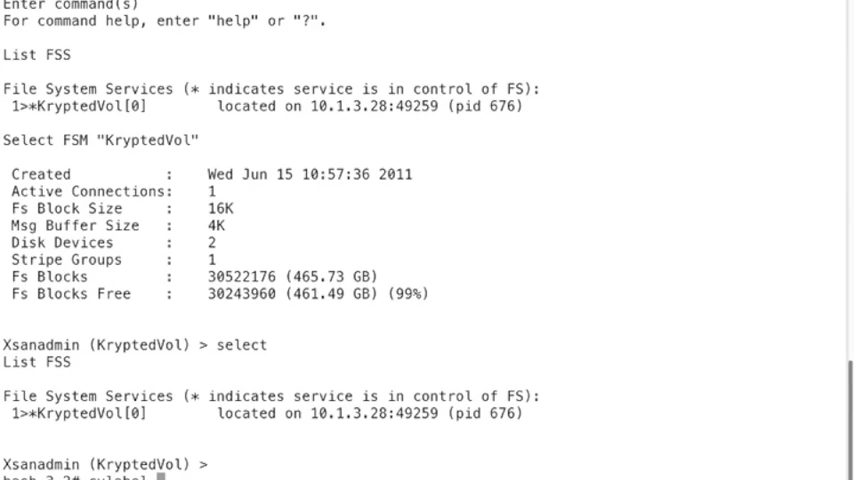 Enter command(s)
For command help, enter "help" or "?".
List FSS
File System Services (* indicates service is in control of FS):
1>*KryptedVol[0] located on 10.1.3.28:49259 (pid 676)
Select FSM "KryptedVol"
Created : Wed Jun 15 10:57:36 2011
Active Connections: 1
Fs Block Size : 16K
Msg Buffer Size : 4K
Disk Devices : 2
Stripe Groups : 1
Fs Blocks : 30522176 (465.73 GB)
Fs Blocks Free : 30243960 (461.49 GB) (99%)
Xsanadmin (KryptedVol) > select
List FSS
File System Services (* indicates service is in control of FS):
1>*KryptedVol[0] located on 10.1.3.28:49259 (pid 676)
Xsanadmin (KryptedVol) >
bash-3.2# cvlabel